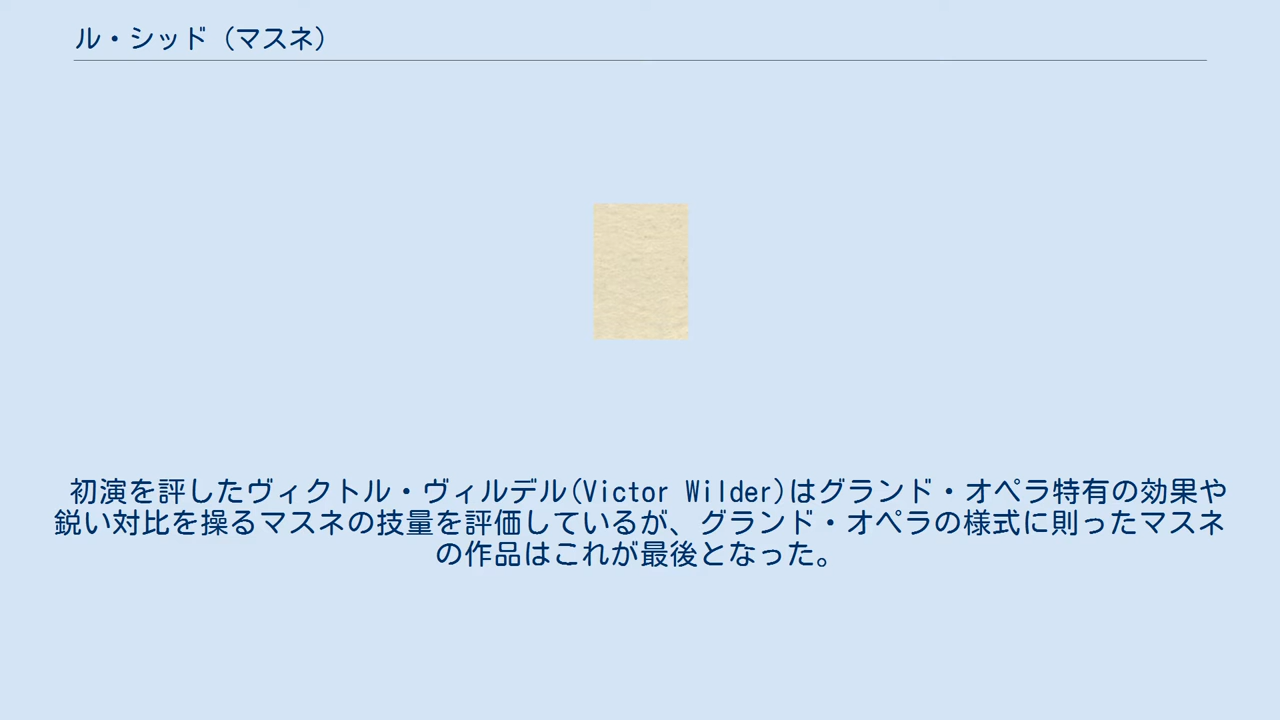 ル・シッド（マスネ）
初演を評したヴィクトル・ヴィルデル(Victor Wilder)はグランド・オペラ特有の効果や
鋭い対比を操るマスネの技量を評価しているが、グランド・オペラの様式に則ったマスネ
の作品はこれが最後となった。